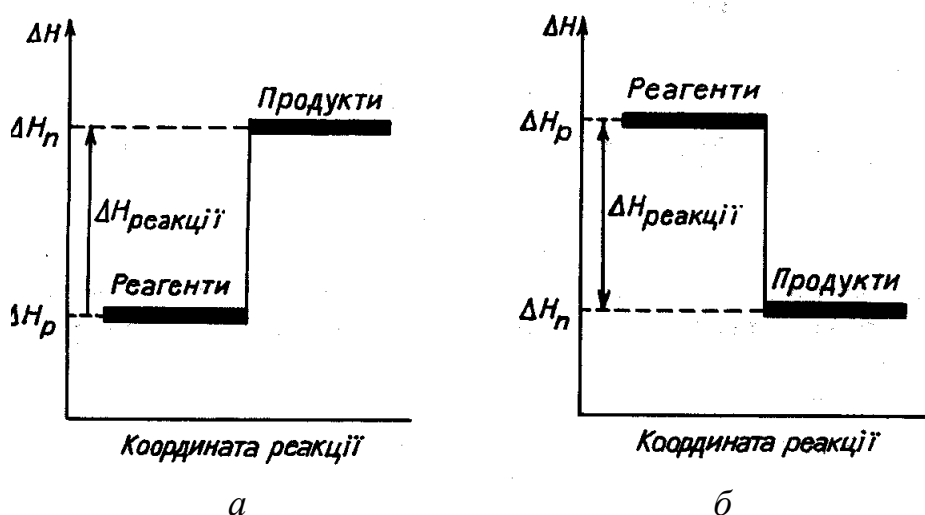 ΔH
Продукти
ΔHп
ΔHреакції
Реагенти
ΔHр
Координата реакції
а
ΔH
Реагенти
ΔHр
ΔHреакції
Продукти
ΔHп
Координата реакції
б